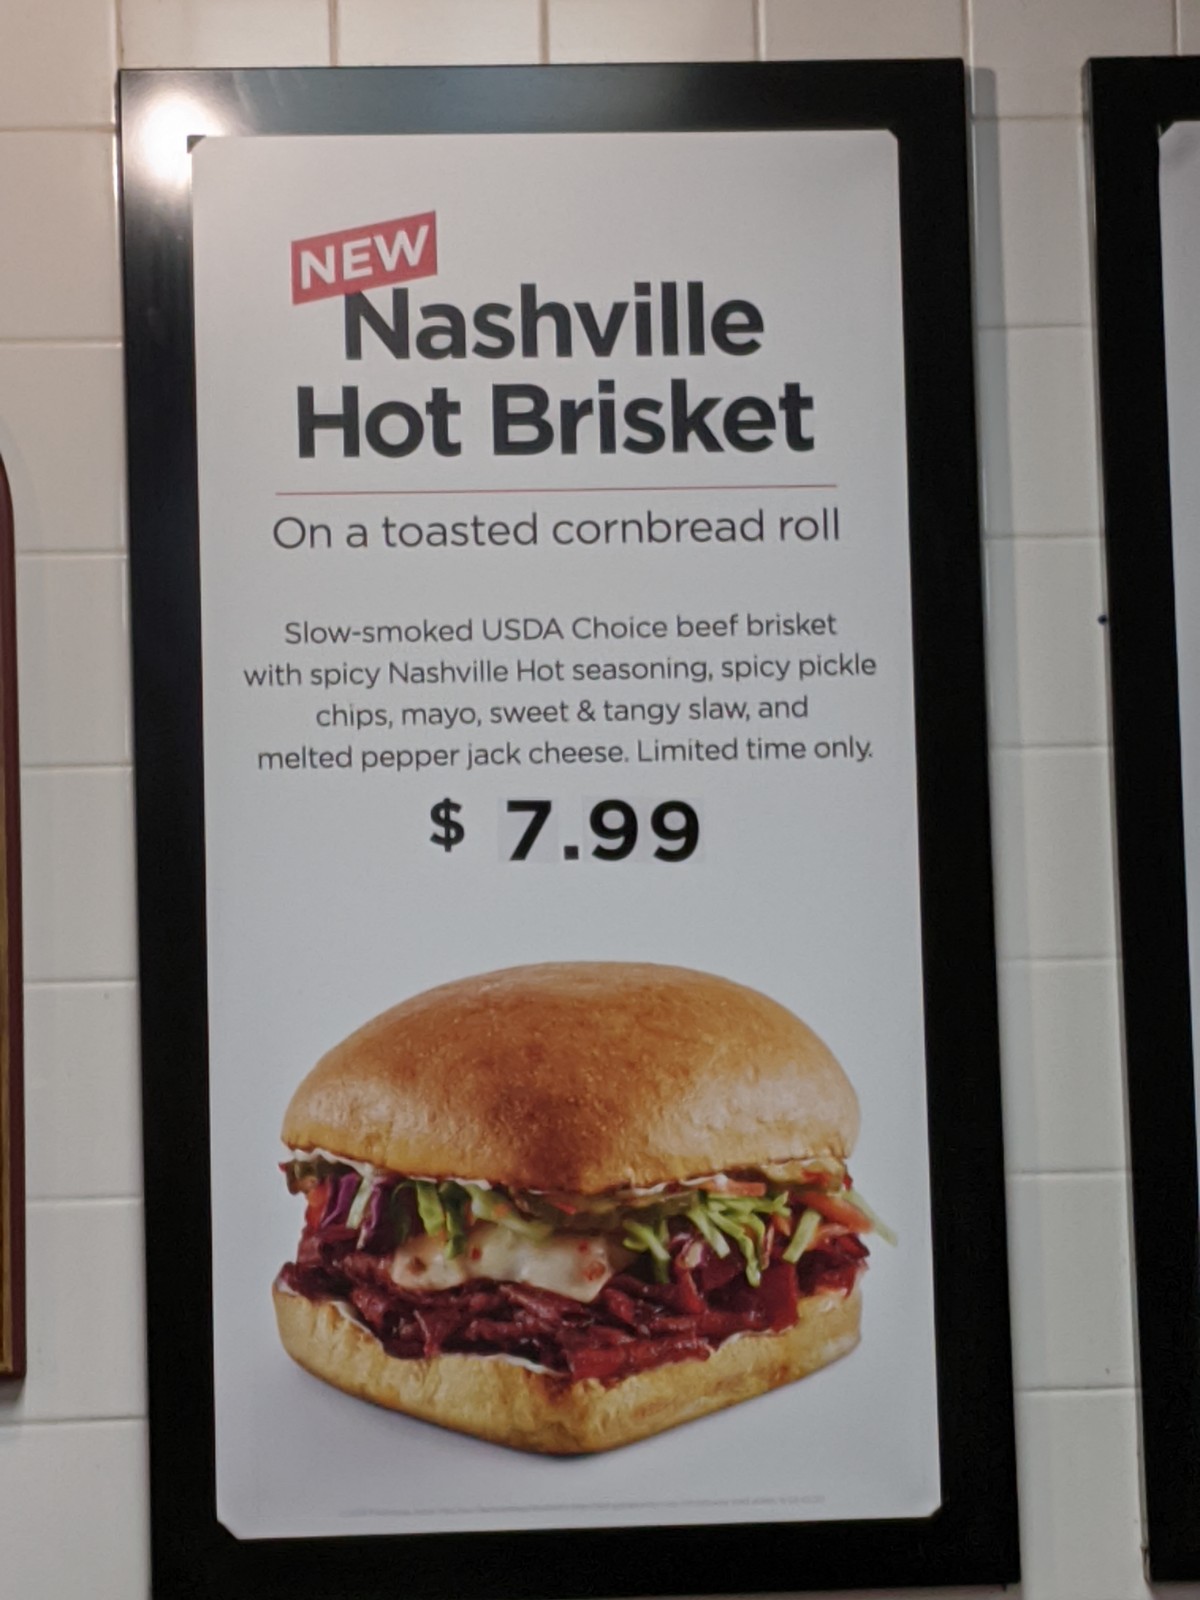 NEW
Nashville
Hot Brisket
On a toasted cornbread roll
Slow-smoked USDA Choice beef brisket
with spicy Nashville Hot seasoning, spicy pickle
chips, mayo, sweet & tangy slaw, and
melted pepper jack cheese. Limited time only.
$ 7.99